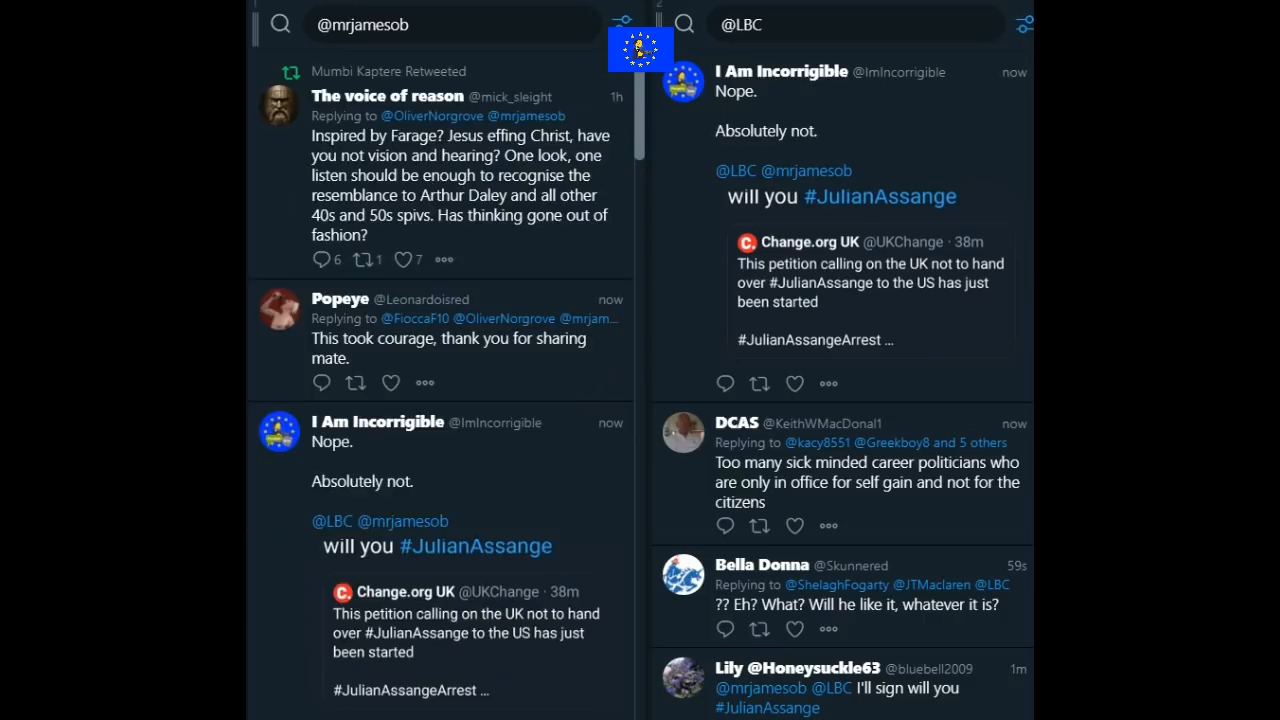 @mrjamesob
Mumbi Kaptere Retweeted
The voice of reason @mick_sleight 1h
Replying to @OliverNorgrove @mrjamesob
Inspired by Farage? Jesus effing Christ, have
you not vision and hearing? One look, one
listen should be enough to recognise the
resemblance to Arthur Daley and all other
40s and 50s spivs. Has thinking gone out of
fashion?
6 1 7
Popeye @Leonardoisred now
Replying to @FioccaF10 @OliverNorgrove @mrjam...
This took courage, thank you for sharing
mate.
I Am Incorrigible @ImIncorrigible now
Nope.
Absolutely not.
@LBC @mrjamesob
will you #JulianAssange
Change.org UK @UKChange · 38m
This petition calling on the UK not to hand
over #JulianAssange to the US has just
been started
#JulianAssangeArrest ...
2
@LBC
I Am Incorrigible @ImIncorrigible now
Nope.
Absolutely not.
@LBC @mrjamesob
will you #JulianAssange
Change.org UK @UKChange · 38m
This petition calling on the UK not to hand
over #JulianAssange to the US has just
been started
#JulianAssangeArrest ...
DCAS @KeithWMacDonal1 now
Replying to @kacy8551 @Greekboy8 and 5 others
Too many sick minded career politicians who
are only in office for self gain and not for the
citizens
Bella Donna @Skunnered 59s
Replying to @ShelaghFogarty @JTMaclaren @LBC
?? Eh? What? Will he like it, whatever it is?
Lily @Honeysuckle63 @bluebell2009 1m
@mrjamesob @LBC I'll sign will you
#JulianAssange